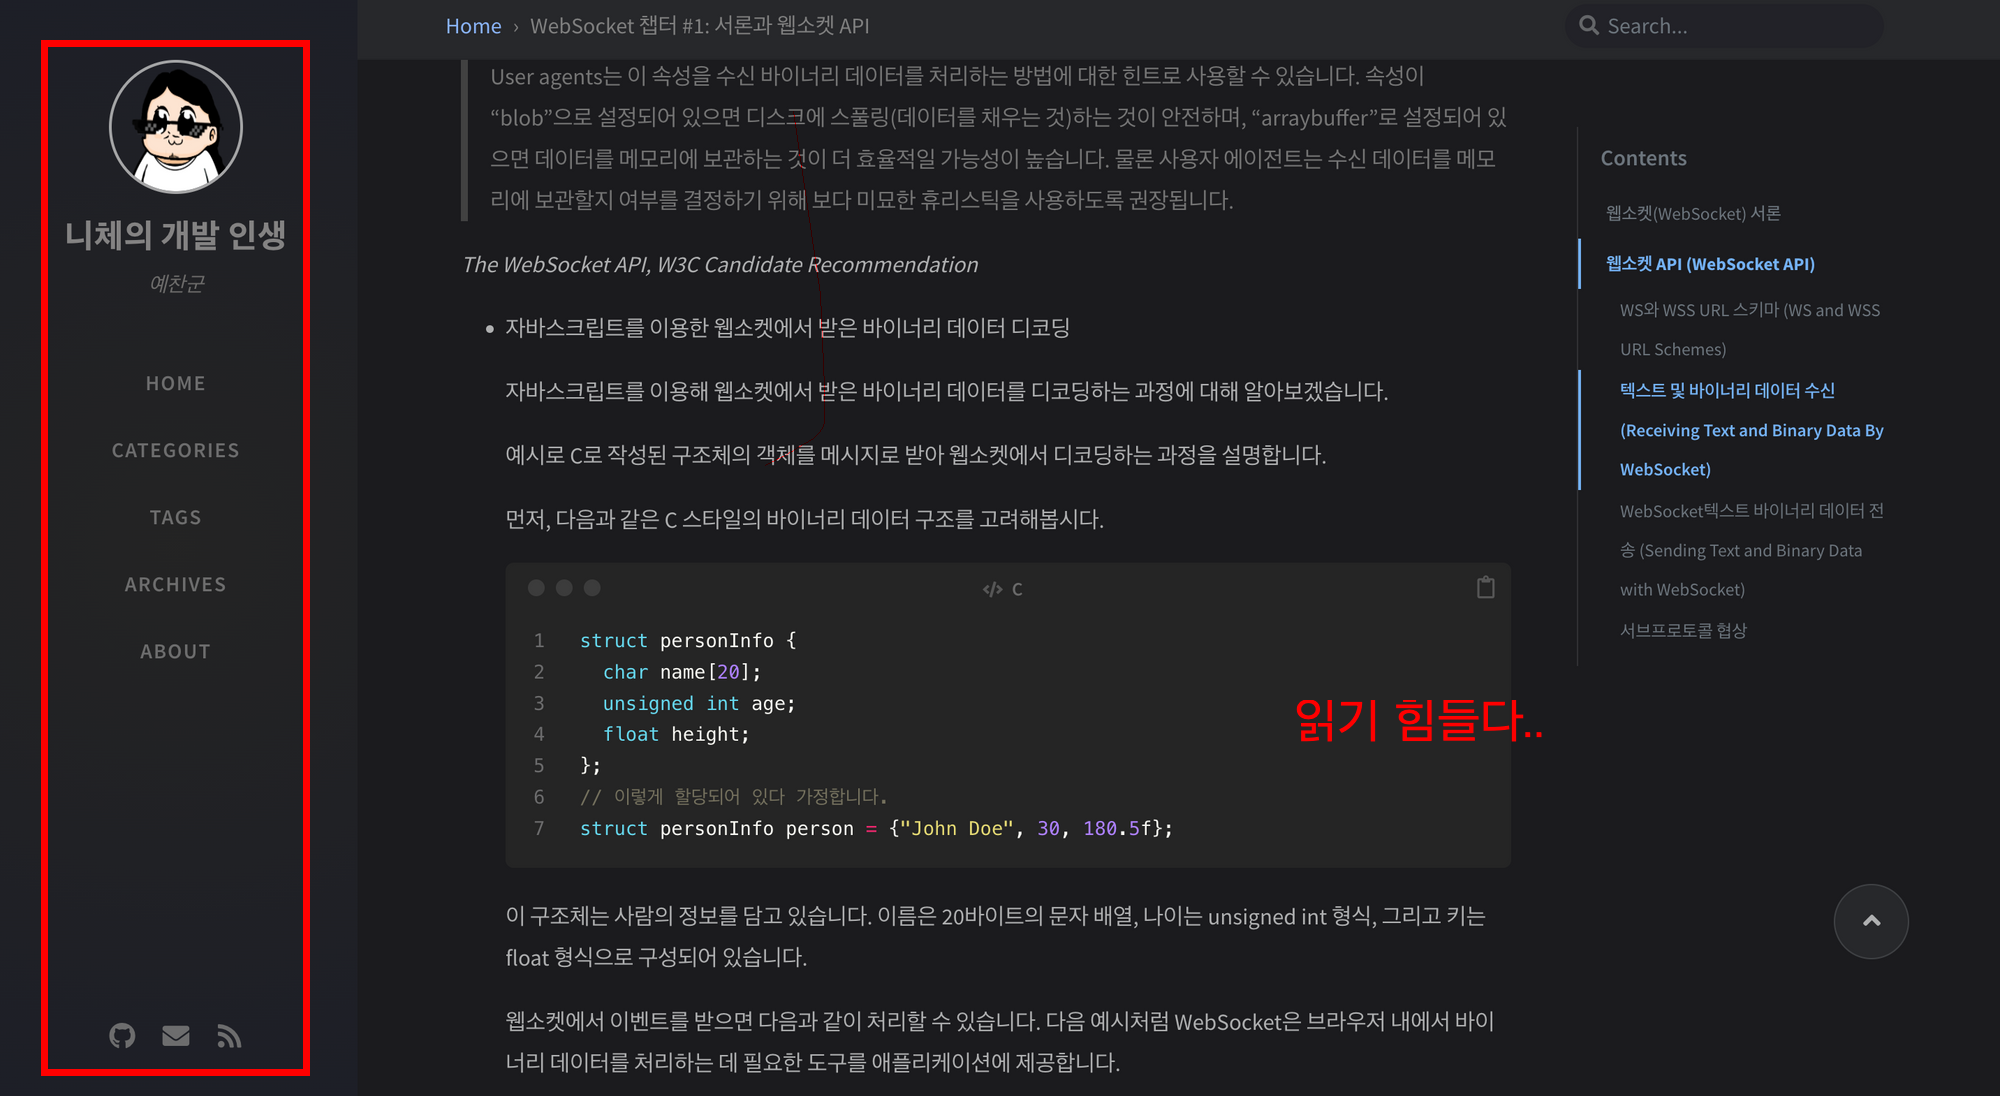 니체의 개발 인생
예찬군
HOME
CATEGORIES
TAGS
ARCHIVES
ABOUT
Home › WebSocket 챕터 #1: 서론과 웹소켓 API
Search...
User agents는 이 속성을 수신 바이너리 데이터를 처리하는 방법에 대한 힌트로 사용할 수 있습니다. 속성이
“blob”으로 설정되어 있으면 디스크에 스풀링(데이터를 채우는 것)하는 것이 안전하며, “arraybuffer”로 설정되어 있
으면 데이터를 메모리에 보관하는 것이 더 효율적일 가능성이 높습니다. 물론 사용자 에이전트는 수신 데이터를 메모
리에 보관할지 여부를 결정하기 위해 보다 미묘한 휴리스틱을 사용하도록 권장됩니다.
The WebSocket API, W3C Candidate Recommendation
• 자바스크립트를 이용한 웹소켓에서 받은 바이너리 데이터 디코딩
자바스크립트를 이용해 웹소켓에서 받은 바이너리 데이터를 디코딩하는 과정에 대해 알아보겠습니다.
예시로 C로 작성된 구조체의 객체를 메시지로 받아 웹소켓에서 디코딩하는 과정을 설명합니다.
먼저, 다음과 같은 C 스타일의 바이너리 데이터 구조를 고려해봅시다.
</> C
1 struct personInfo {
2 char name[20];
3 unsigned int age;
4 float height;
5 };
6 // 이렇게 할당되어 있다 가정합니다.
7 struct personInfo person = {"John Doe", 30, 180.5f};
읽기 힘들다..
이 구조체는 사람의 정보를 담고 있습니다. 이름은 20바이트의 문자 배열, 나이는 unsigned int 형식, 그리고 키는
float 형식으로 구성되어 있습니다.
웹소켓에서 이벤트를 받으면 다음과 같이 처리할 수 있습니다. 다음 예시처럼 WebSocket은 브라우저 내에서 바이
너리 데이터를 처리하는 데 필요한 도구를 애플리케이션에 제공합니다.
Contents
웹소켓(WebSocket) 서론
웹소켓 API (WebSocket API)
WS와 WSS URL 스키마 (WS and WSS
URL Schemes)
텍스트 및 바이너리 데이터 수신
(Receiving Text and Binary Data By
WebSocket)
WebSocket텍스트 바이너리 데이터 전
송 (Sending Text and Binary Data
with WebSocket)
서브프로토콜 협상